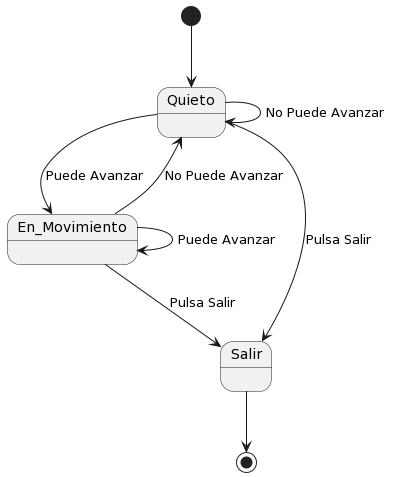 Quieto
No Puede Avanzar
Puede Avanzar
No Puede Avanzar
En_Movimiento
Puede Avanzar
Pulsa Salir
Pulsa Salir
Salir